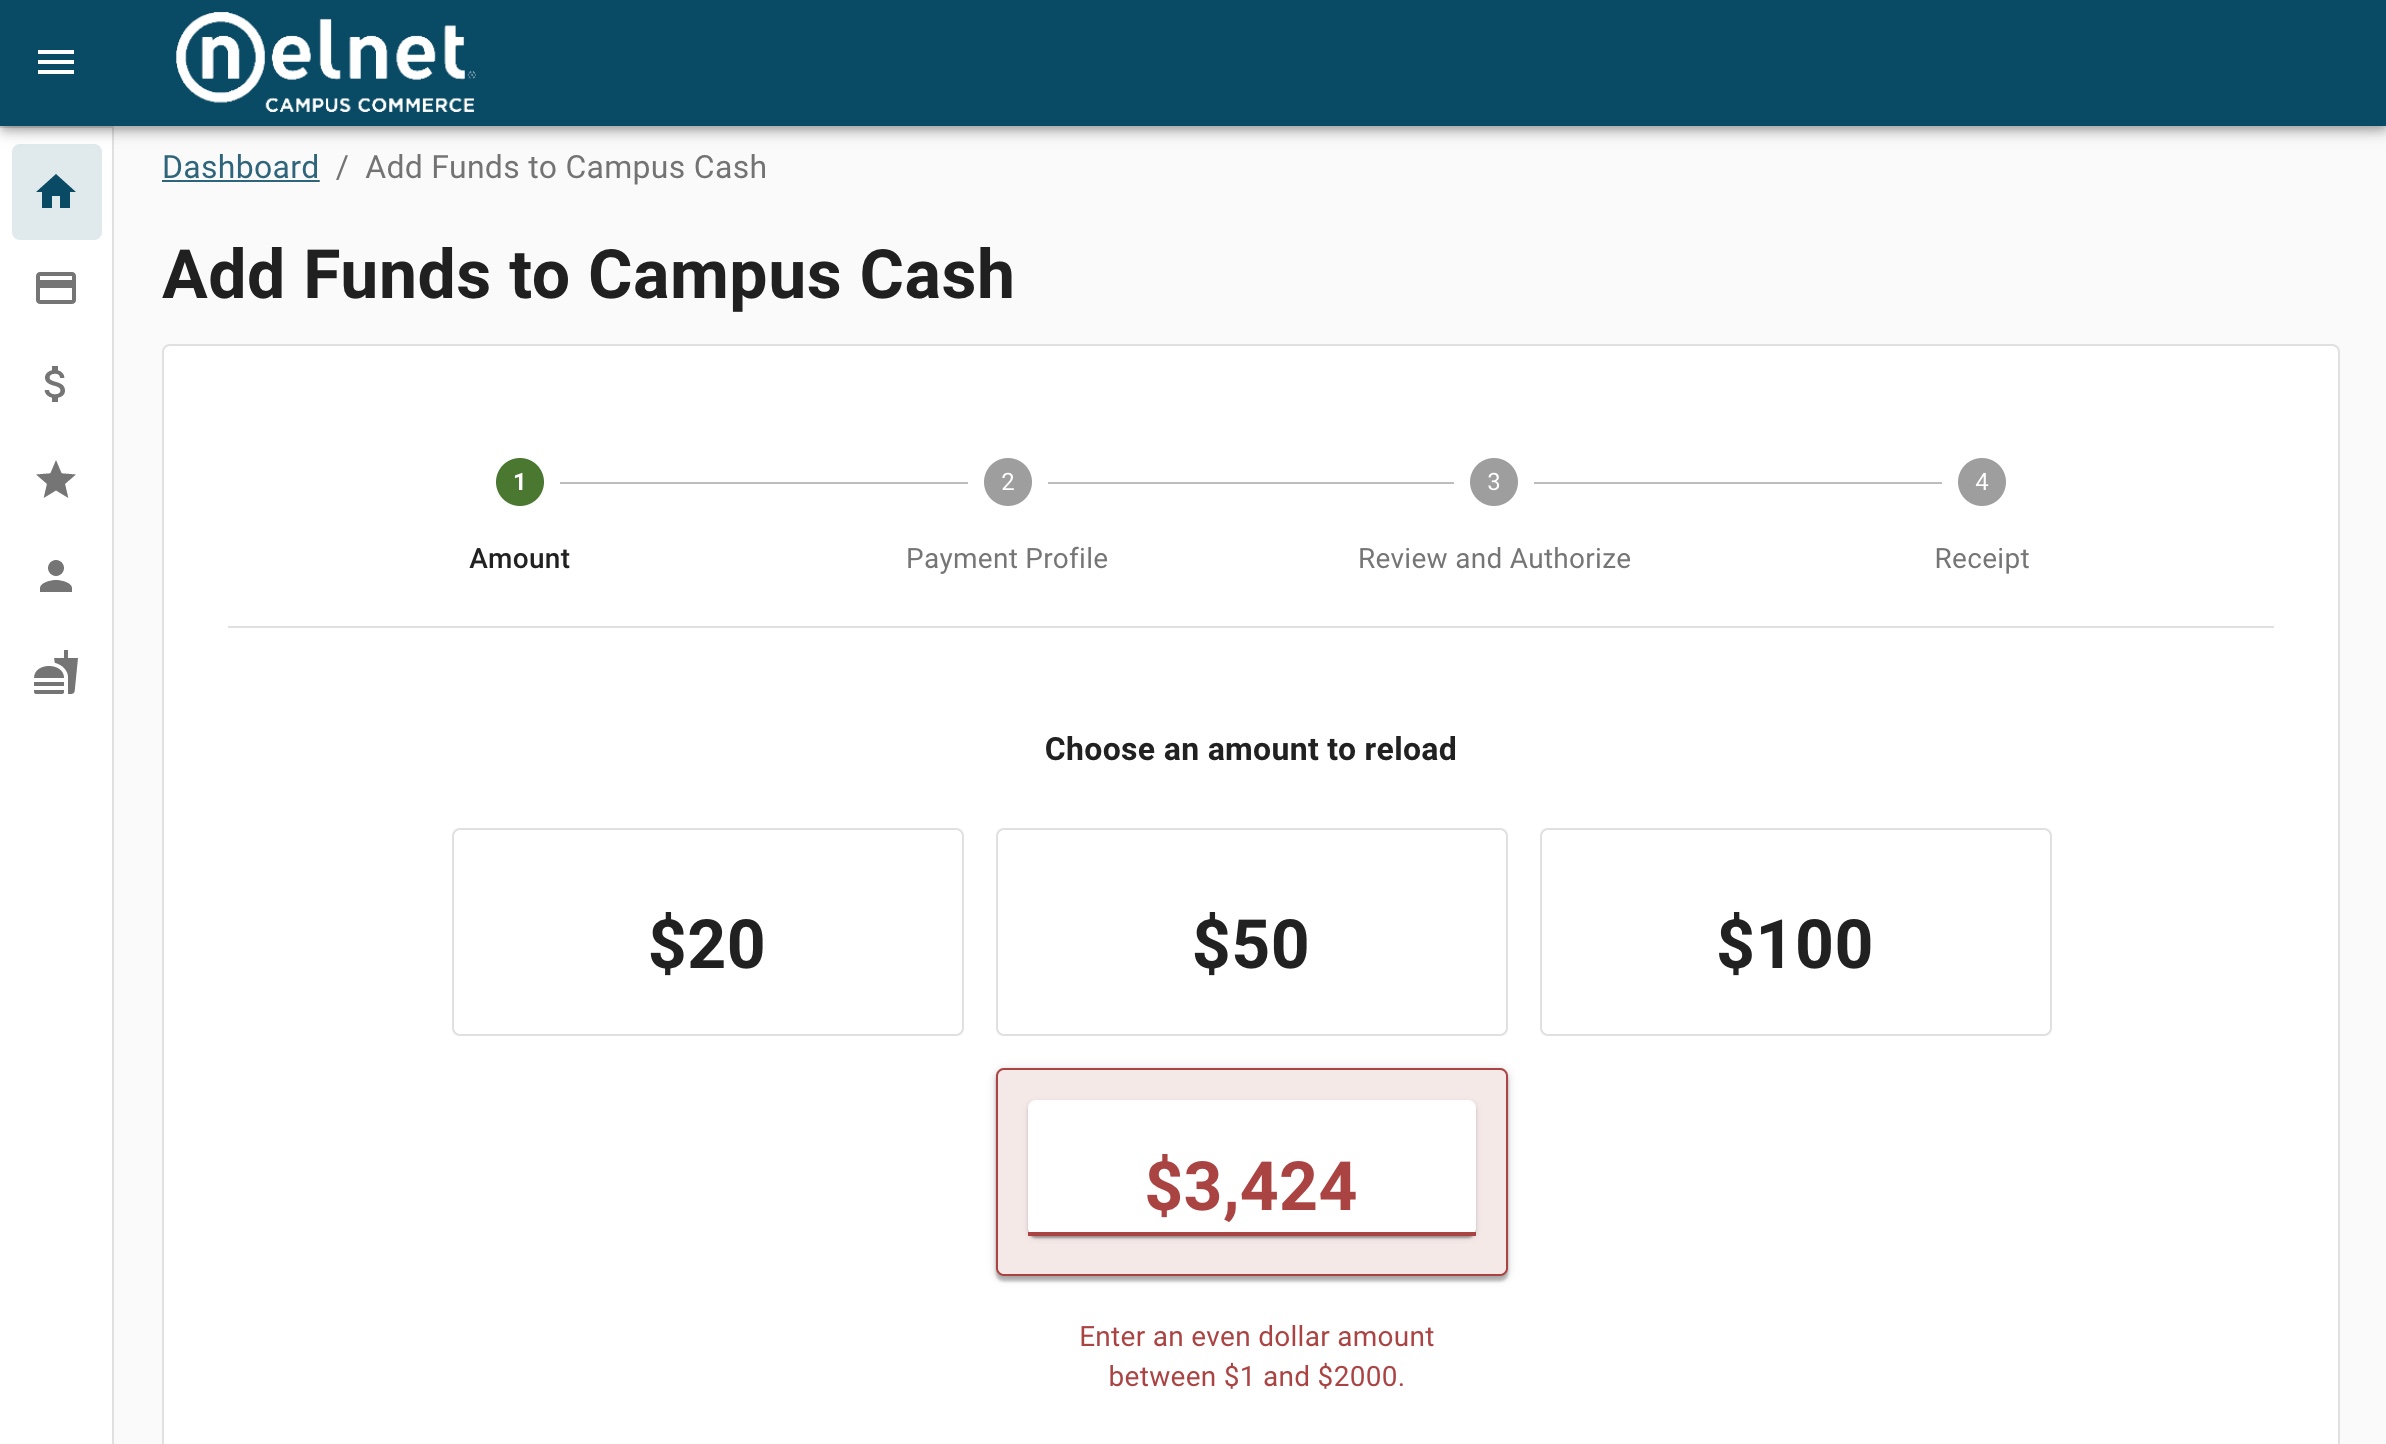 nelnet
CAMPUS COMMERCE
Dashboard / Add Funds to Campus Cash
Add Funds to Campus Cash
1 2 3 4
Amount Payment Profile Review and Authorize Receipt
Choose an amount to reload
$20 $50 $100
$3,424
Enter an even dollar amount
between $1 and $2000.